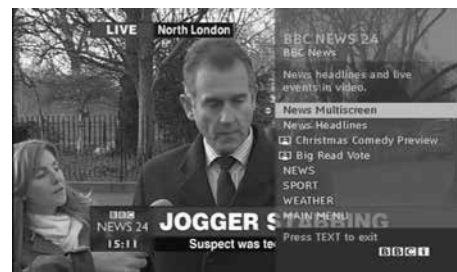 LIVE North London
BBC NEWS 24
BBC News
News headlines and live
events in video.
News Multiscreen
News Headlines
Christmas Comedy Preview
Big Read Vote
NEWS
SPORT
WEATHER
MAIN MENU
Press TEXT to exit
BBCi
BBC
NEWS 24
15:11
JOGGER STABBING
Suspect was